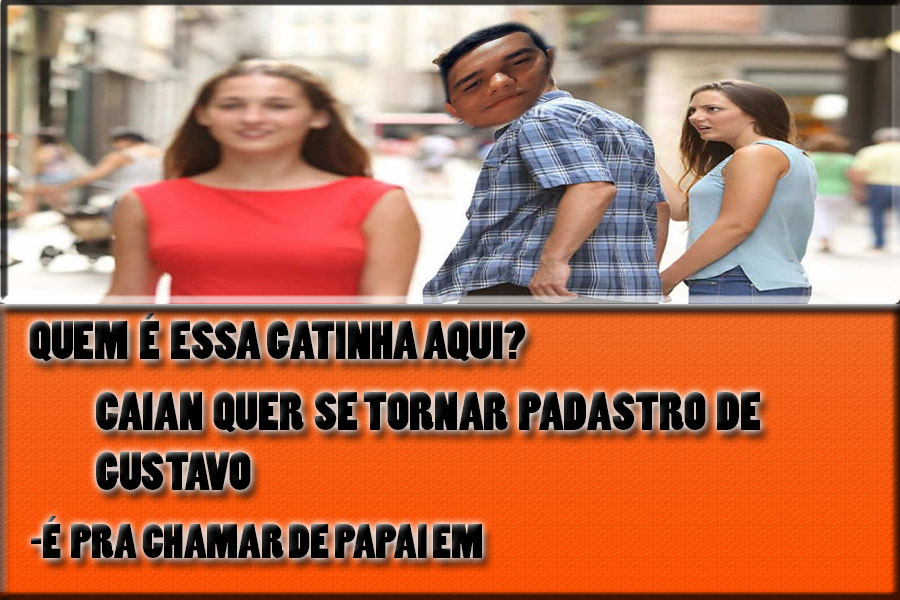 QUEM É ESSA GATINHA AQUI?
CAIAN QUER SE TORNAR PADASTRO DE
GUSTAVO
-É PRA CHAMAR DE PAPAI EM